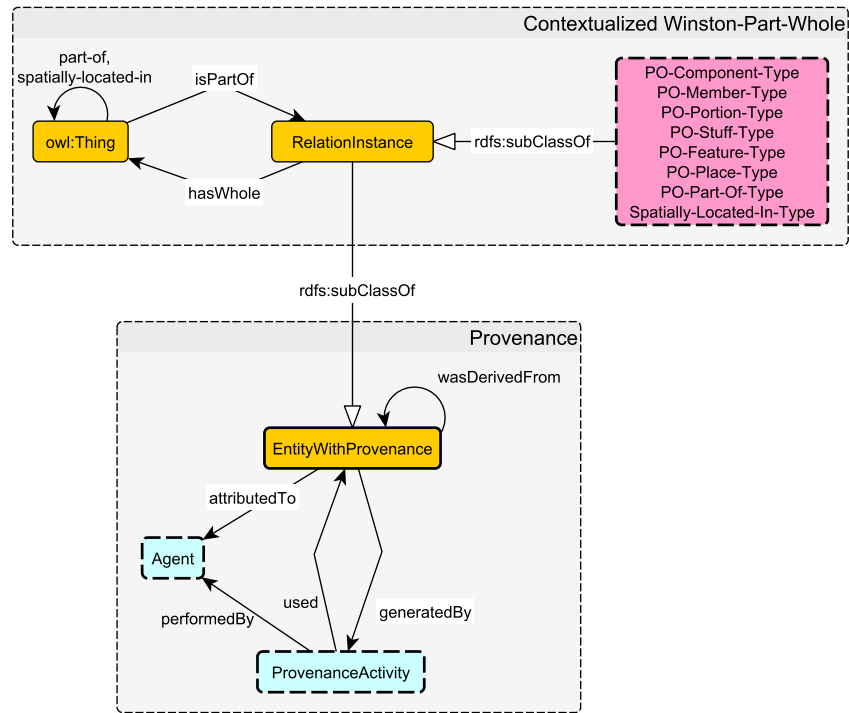 Contextualized Winston-Part-Whole
part-of,
spatially-located-in
isPartOf
owl:Thing
RelationInstance
rdfs:subClassOf
hasWhole
PO-Component-Type
PO-Member-Type
PO-Portion-Type
PO-Stuff-Type
PO-Feature-Type
PO-Place-Type
PO-Part-Of-Type
Spatially-Located-In-Type
rdfs:subClassOf
Provenance
wasDerivedFrom
EntityWithProvenance
attributedTo
Agent
used
generatedBy
performedBy
ProvenanceActivity